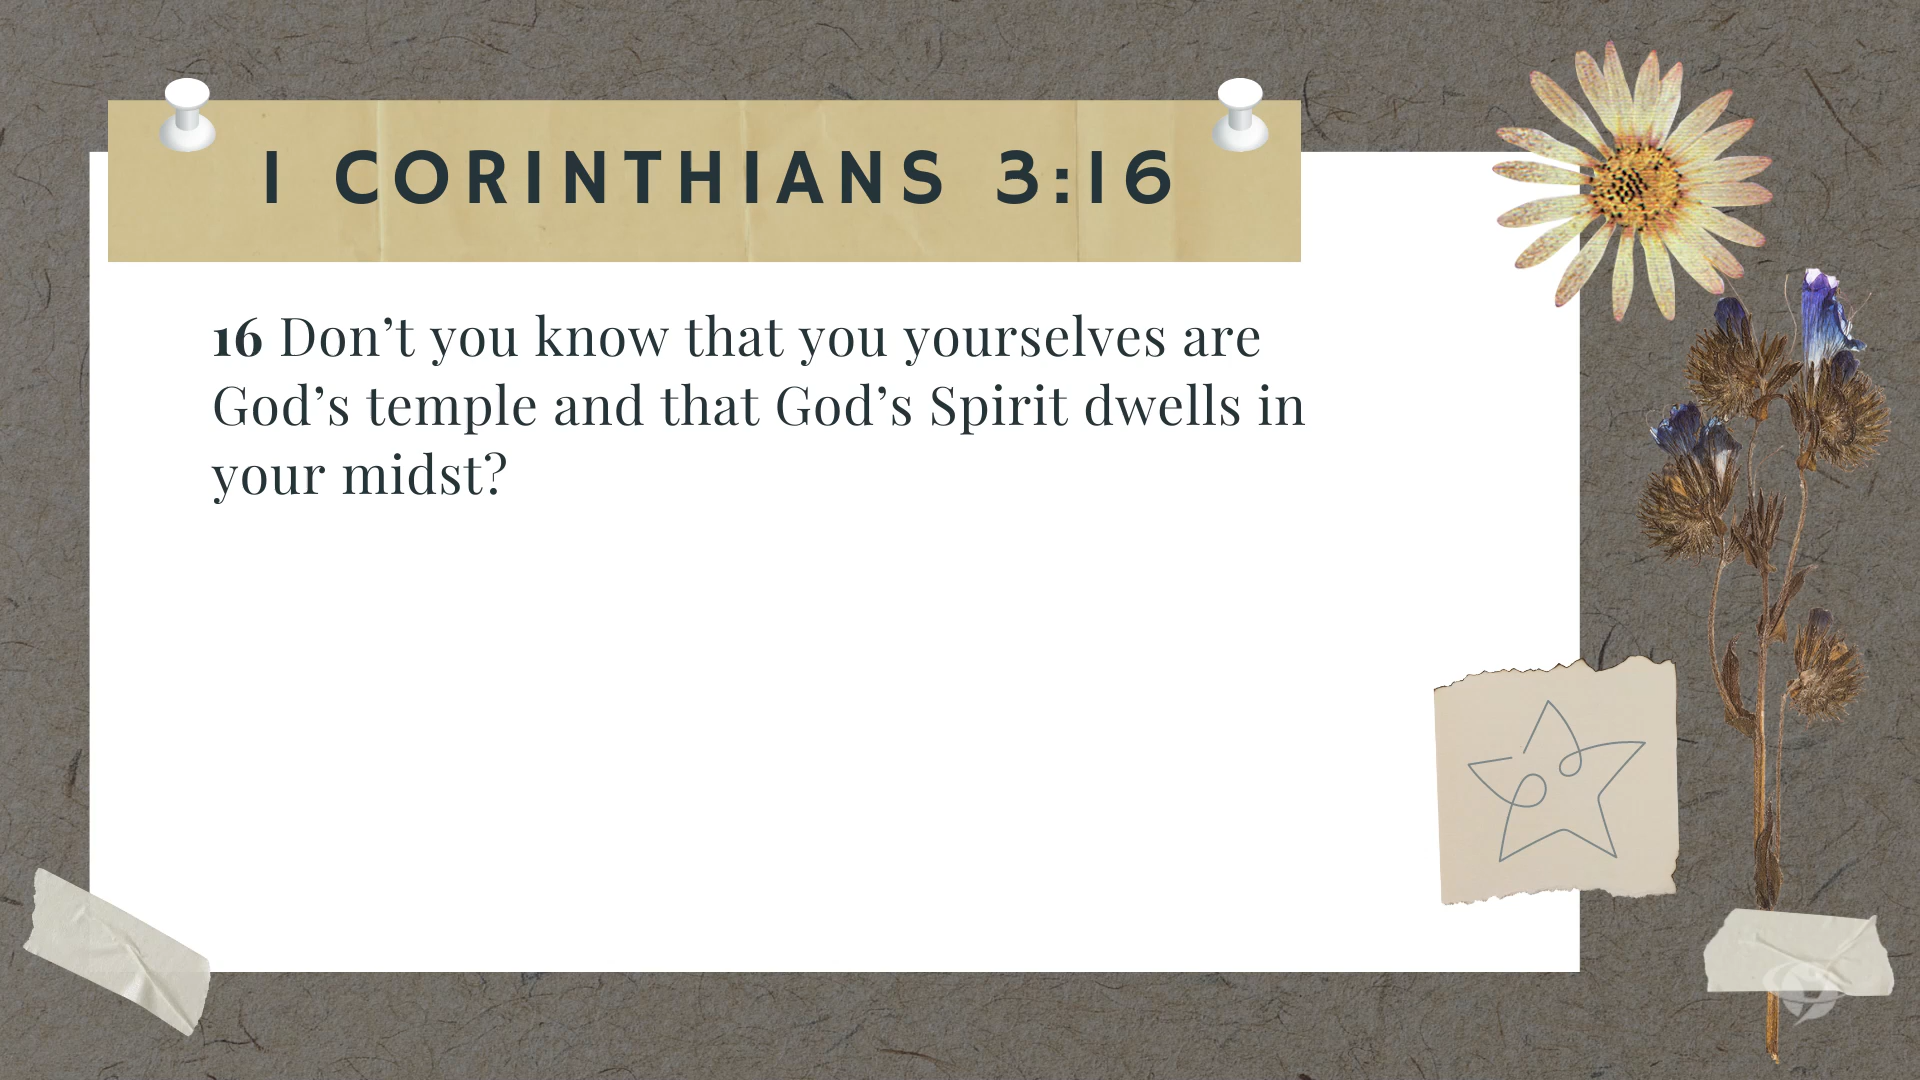 1 CORINTHIANS 3:16
16 Don’t you know that you yourselves are
God’s temple and that God’s Spirit dwells in
your midst?